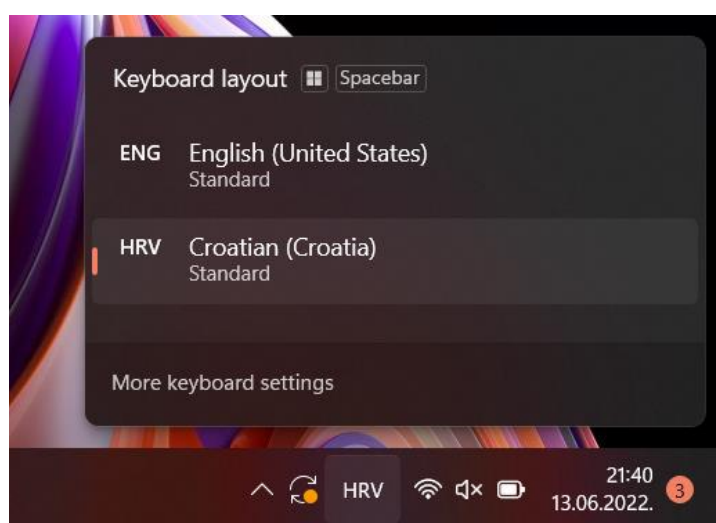 Keyboard layout Spacebar
ENG English (United States)
Standard
HRV Croatian (Croatia)
Standard
More keyboard settings
HRV
21:40
13.06.2022.
3